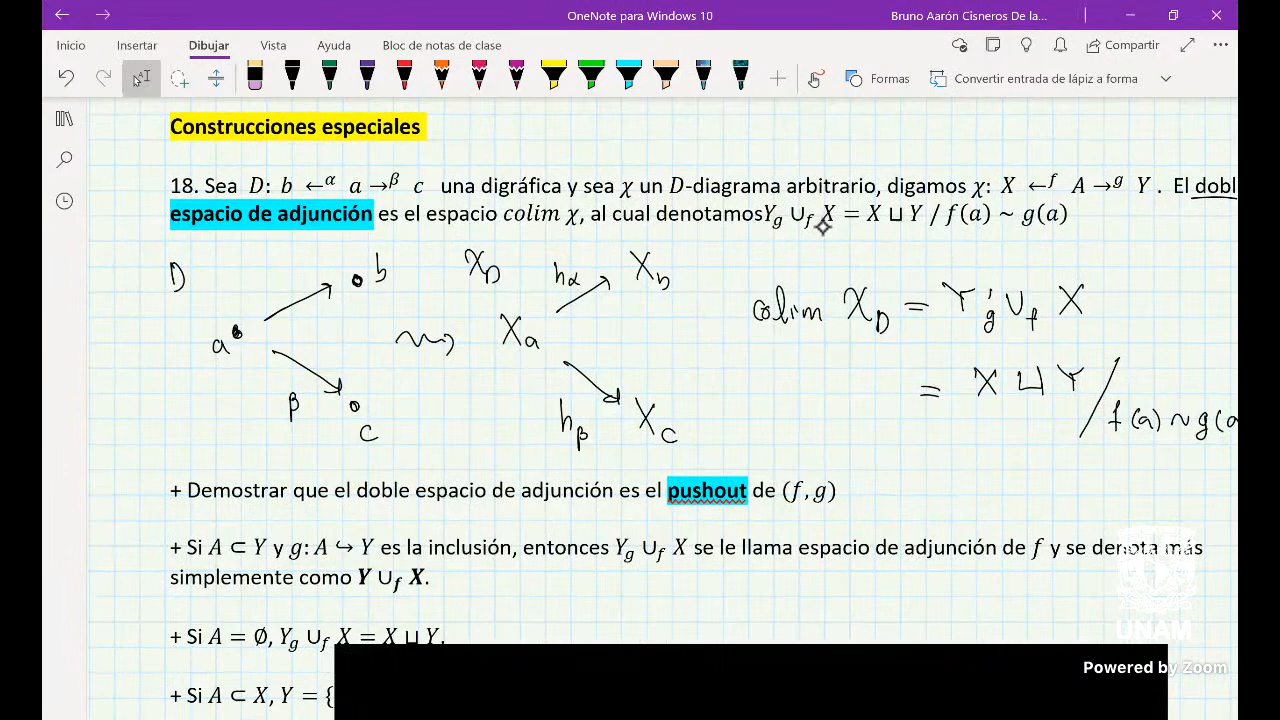 OneNote para Windows 10
Bruno Aarón Cisneros De la...
Inicio Insertar Dibujar Vista Ayuda Bloc de notas de clase Compartir
Formas Convertir entrada de lápiz a forma
Construcciones especiales
18. Sea D: b ←^α a →^β c una digráfica y sea χ un D-diagrama arbitrario, digamos χ: X ←^f A →^g Y . El dobl
espacio de adjunción es el espacio colim χ, al cual denotamos Y_g ∪_f X = X ⊔ Y / f(a) ~ g(a)
D
b
X_D
h_α
X_b
a
X_a
colim X_D = Y_g ∪_f X
= X ⊔ Y / f(a) ~ g(a
β
c
h_β
X_c
+ Demostrar que el doble espacio de adjunción es el pushout de (f, g)
+ Si A ⊂ Y y g: A ↪ Y es la inclusión, entonces Y_g ∪_f X se le llama espacio de adjunción de f y se denota más
simplemente como Y ∪_f X.
+ Si A = ∅, Y_g ∪_f X = X ⊔ Y.
+ Si A ⊂ X, Y = {
UNAM
Powered by Zoom